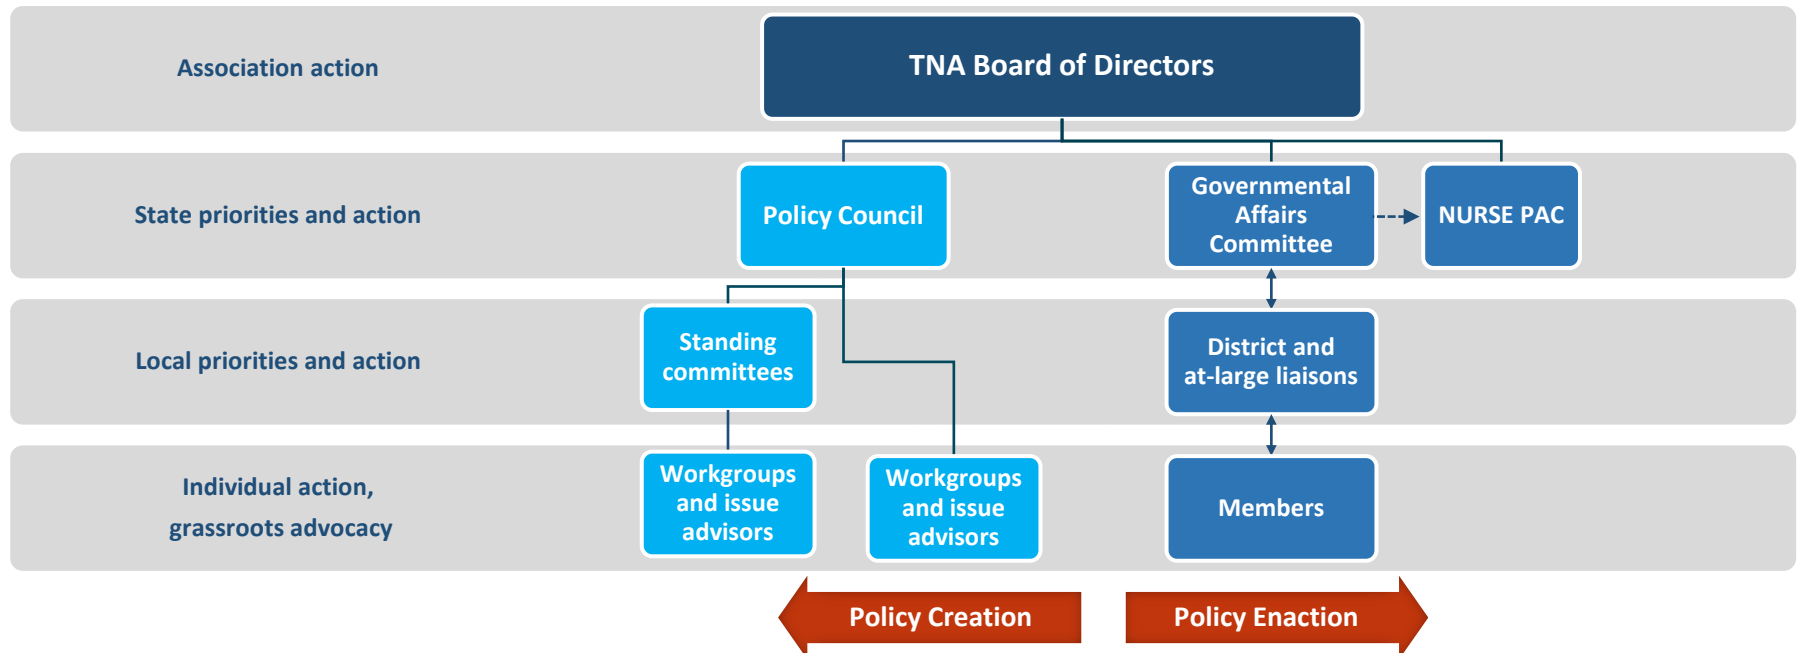 Association action
TNA Board of Directors
State priorities and action
Policy Council
Governmental
Affairs
Committee
NURSE PAC
Local priorities and action
Standing
committees
District and
at-large liaisons
Individual action,
grassroots advocacy
Workgroups
and issue
advisors
Workgroups
and issue
advisors
Members
Policy Creation
Policy Enaction